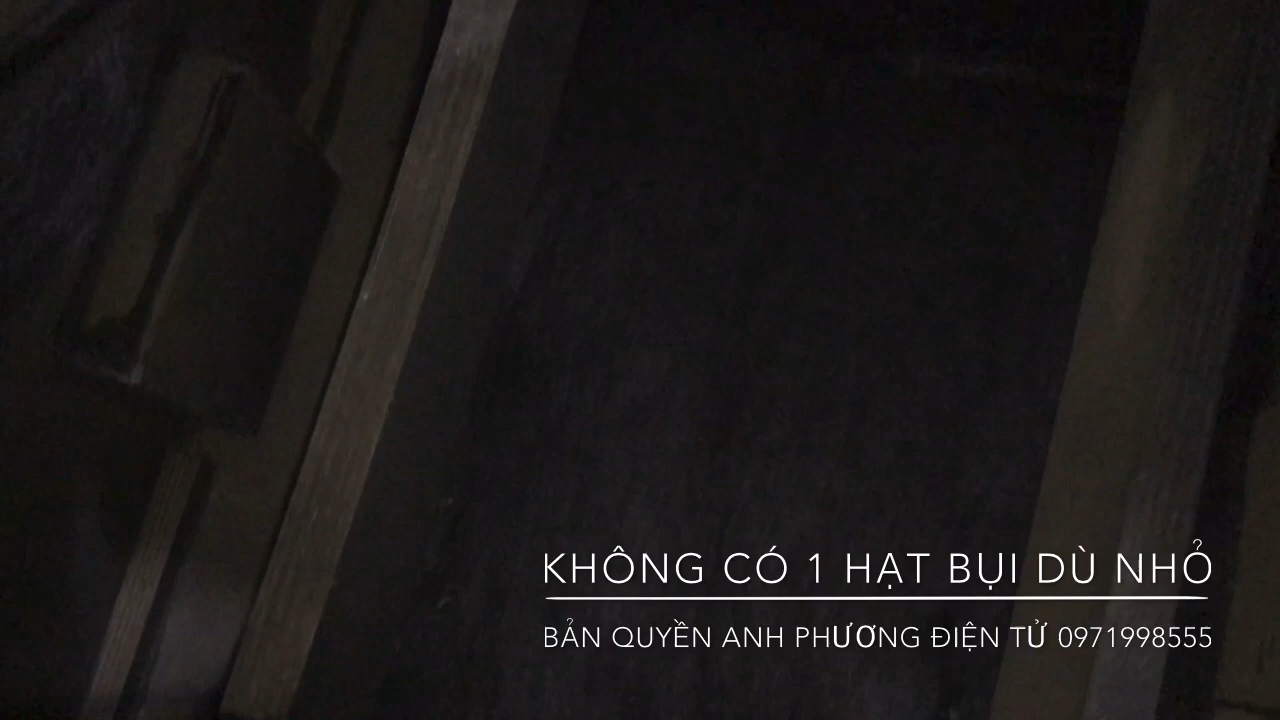 KHÔNG CÓ 1 HẠT BỤI DÙ NHỎ
BẢN QUYỀN ANH PHƯƠNG ĐIỆN TỬ 0971998555